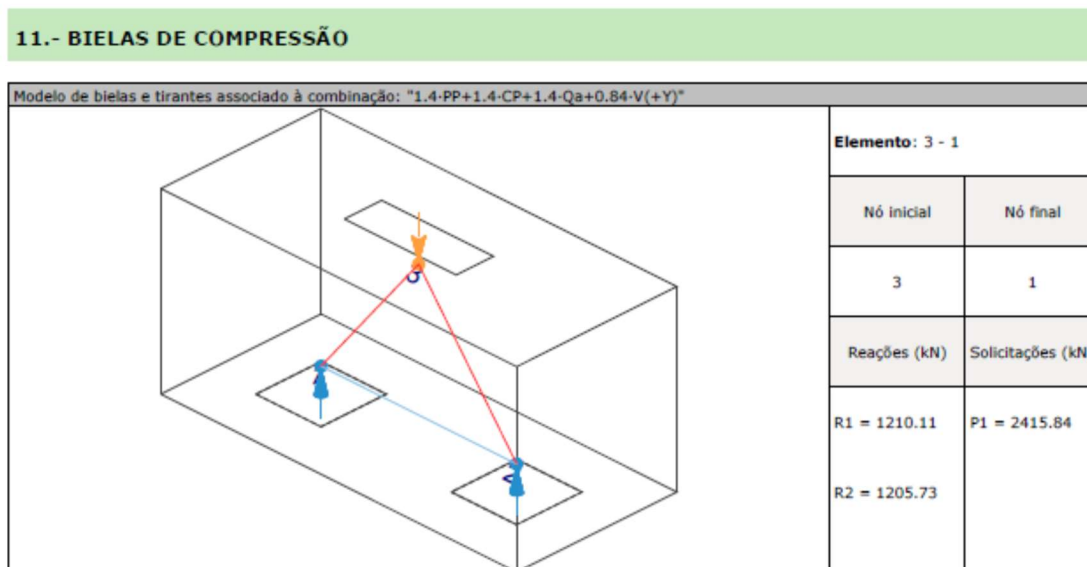 11.- BIELAS DE COMPRESSÃO
Modelo de bielas e tirantes associado à combinação: "1.4·PP+1.4·CP+1.4·Qa+0.84·V(+Y)"
Elemento: 3 - 1
Nó inicial
Nó final
3
1
Reações (kN)
Solicitações (kN
R1 = 1210.11
P1 = 2415.84
R2 = 1205.73